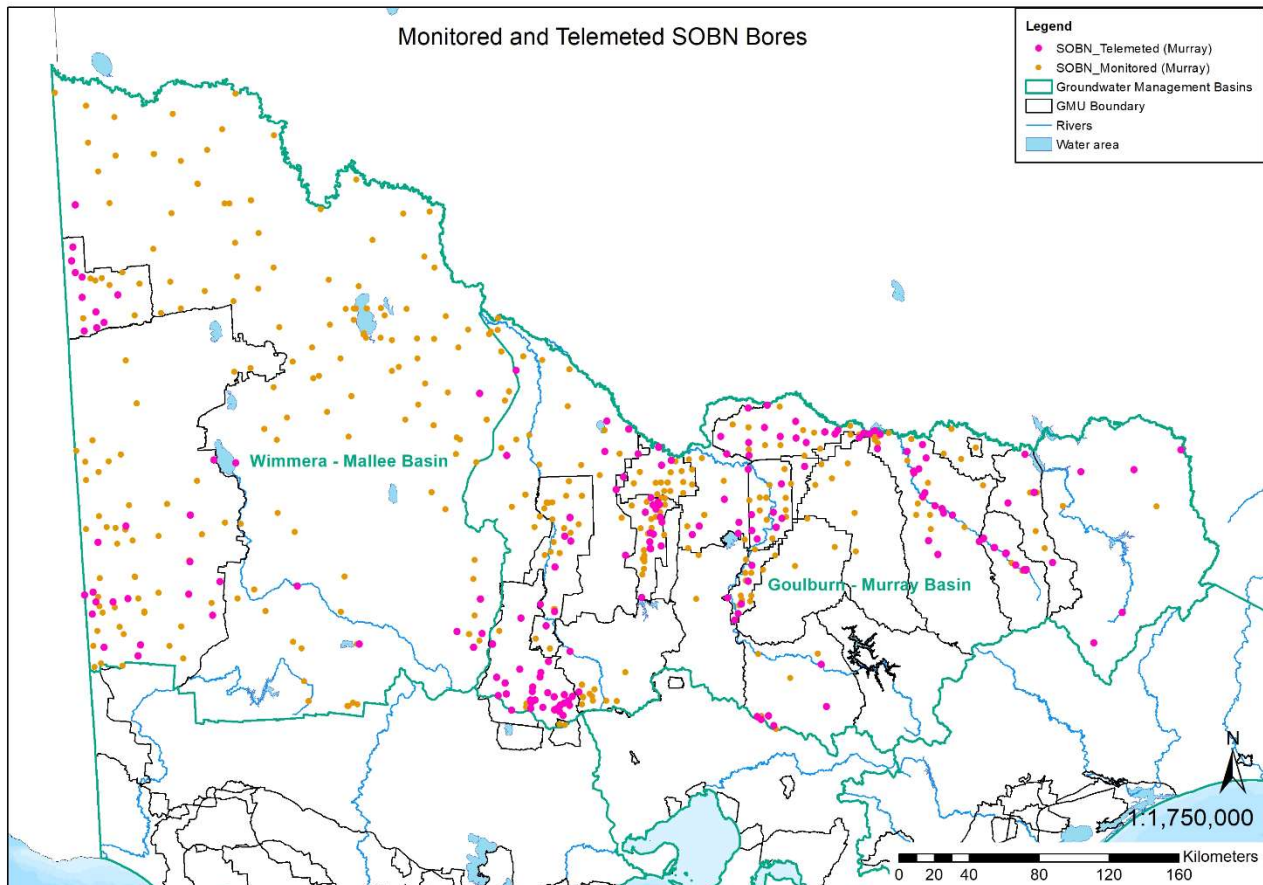 Monitored and Telemeted SOBN Bores
Legend
SOBN_Telemeted (Murray)
SOBN_Monitored (Murray)
Groundwater Management Basins
GMU Boundary
Rivers
Water area
Wimmera - Mallee Basin
Goulburn - Murray Basin
N
1:1,750,000
Kilometers
0 20 40 80 120 160